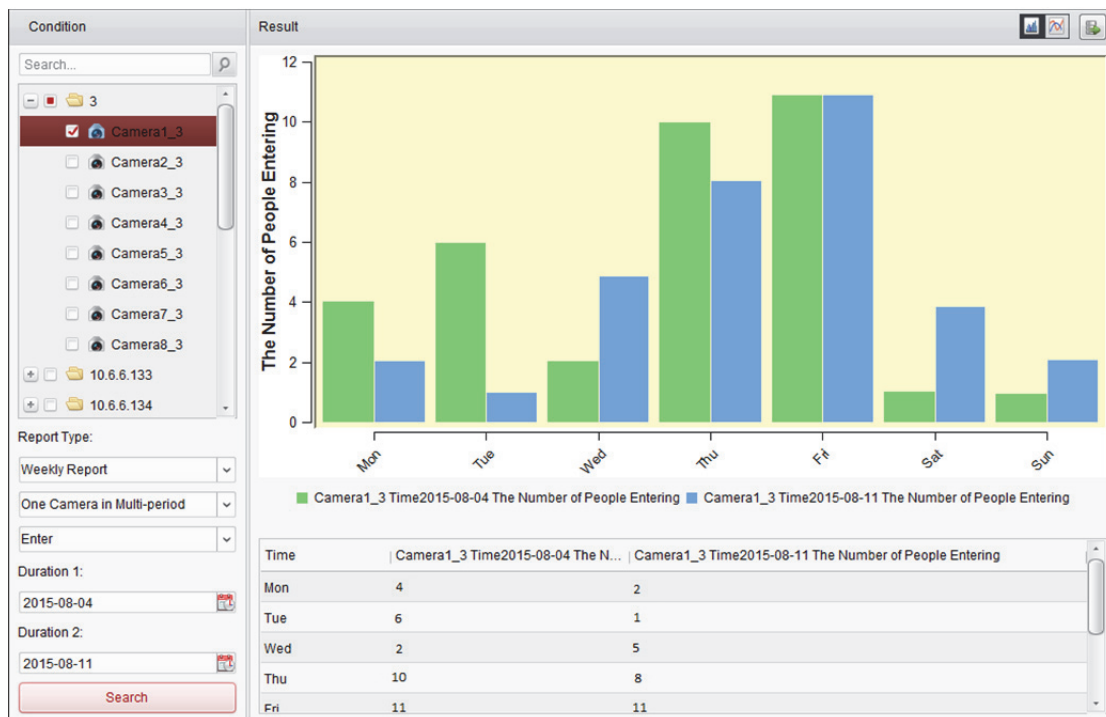 Condition
Search...
3
Camera1_3
Camera2_3
Camera3_3
Camera4_3
Camera5_3
Camera6_3
Camera7_3
Camera8_3
10.6.6.133
10.6.6.134
Report Type:
Weekly Report
One Camera in Multi-period
Enter
Duration 1:
2015-08-04
Duration 2:
2015-08-11
Search
Result
The Number of People Entering
12
10
8
6
4
2
0
Mon Tue Wed Thu Fri Sat Sun
Camera1_3 Time2015-08-04 The Number of People Entering Camera1_3 Time2015-08-11 The Number of People Entering
Time Camera1_3 Time2015-08-04 The N... Camera1_3 Time2015-08-11 The Number of People Entering
Mon 4 2
Tue 6 1
Wed 2 5
Thu 10 8
Fri 11 11